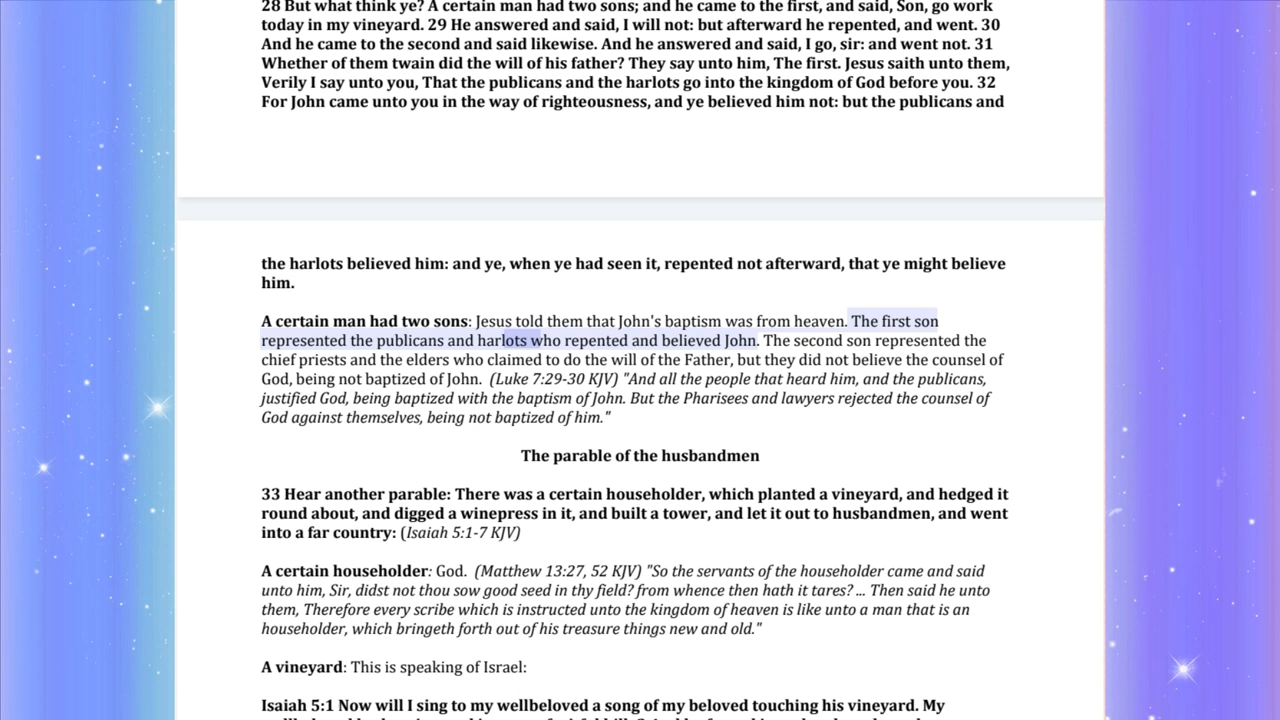 28 But what think ye? A certain man had two sons; and he came to the first, and said, Son, go work
today in my vineyard. 29 He answered and said, I will not: but afterward he repented, and went. 30
And he came to the second and said likewise. And he answered and said, I go, sir: and went not. 31
Whether of them twain did the will of his father? They say unto him, The first. Jesus saith unto them,
Verily I say unto you, That the publicans and the harlots go into the kingdom of God before you. 32
For John came unto you in the way of righteousness, and ye believed him not: but the publicans and
the harlots believed him: and ye, when ye had seen it, repented not afterward, that ye might believe
him.
A certain man had two sons: Jesus told them that John's baptism was from heaven. The first son
represented the publicans and harlots who repented and believed John. The second son represented the
chief priests and the elders who claimed to do the will of the Father, but they did not believe the counsel of
God, being not baptized of John. (Luke 7:29-30 KJV) "And all the people that heard him, and the publicans,
justified God, being baptized with the baptism of John. But the Pharisees and lawyers rejected the counsel of
God against themselves, being not baptized of him."
The parable of the husbandmen
33 Hear another parable: There was a certain householder, which planted a vineyard, and hedged it
round about, and digged a winepress in it, and built a tower, and let it out to husbandmen, and went
into a far country: (Isaiah 5:1-7 KJV)
A certain householder: God. (Matthew 13:27, 52 KJV) "So the servants of the householder came and said
unto him, Sir, didst not thou sow good seed in thy field? from whence then hath it tares? ... Then said he unto
them, Therefore every scribe which is instructed unto the kingdom of heaven is like unto a man that is an
householder, which bringeth forth out of his treasure things new and old."
A vineyard: This is speaking of Israel:
Isaiah 5:1 Now will I sing to my wellbeloved a song of my beloved touching his vineyard. My